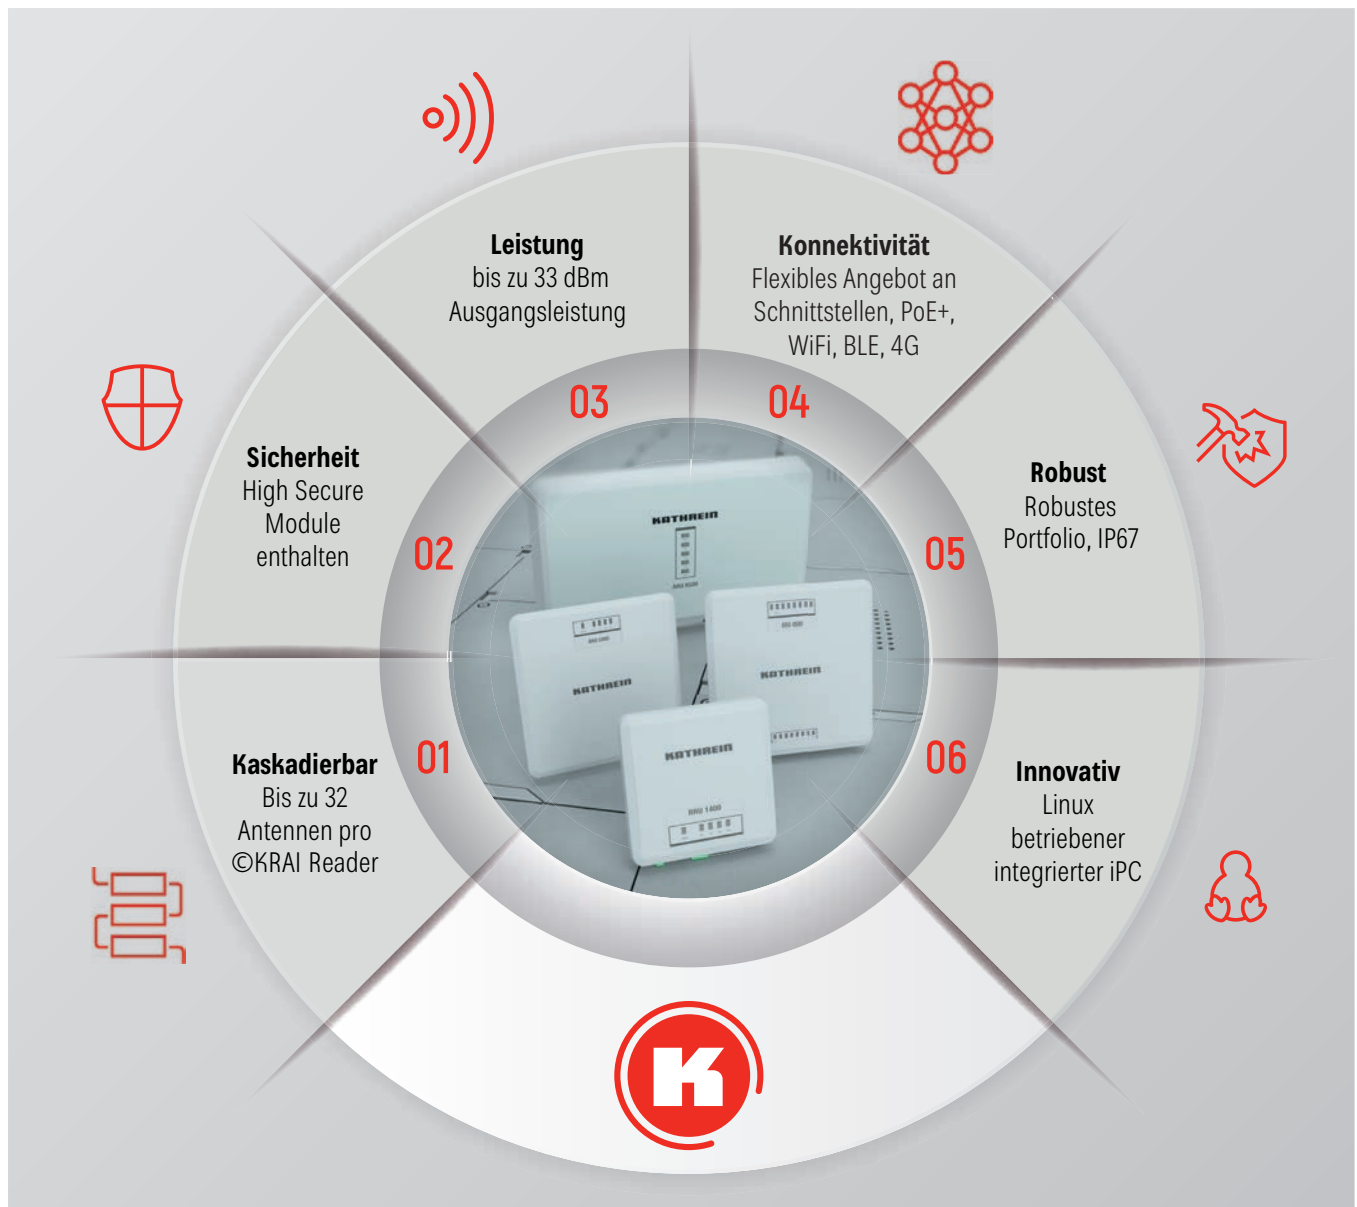 Leistung
bis zu 33 dBm
Ausgangsleistung
Konnektivität
Flexibles Angebot an
Schnittstellen, PoE+,
WiFi, BLE, 4G
03
04
Sicherheit
High Secure
Module
enthalten
02
Robust
Robustes
Portfolio, IP67
05
KATHREIN
KATHREIN
KATHREIN
KATHREIN
RRU 1400
01
Kaskadierbar
Bis zu 32
Antennen pro
©KRAI Reader
06
Innovativ
Linux
betriebener
integrierter iPC
K